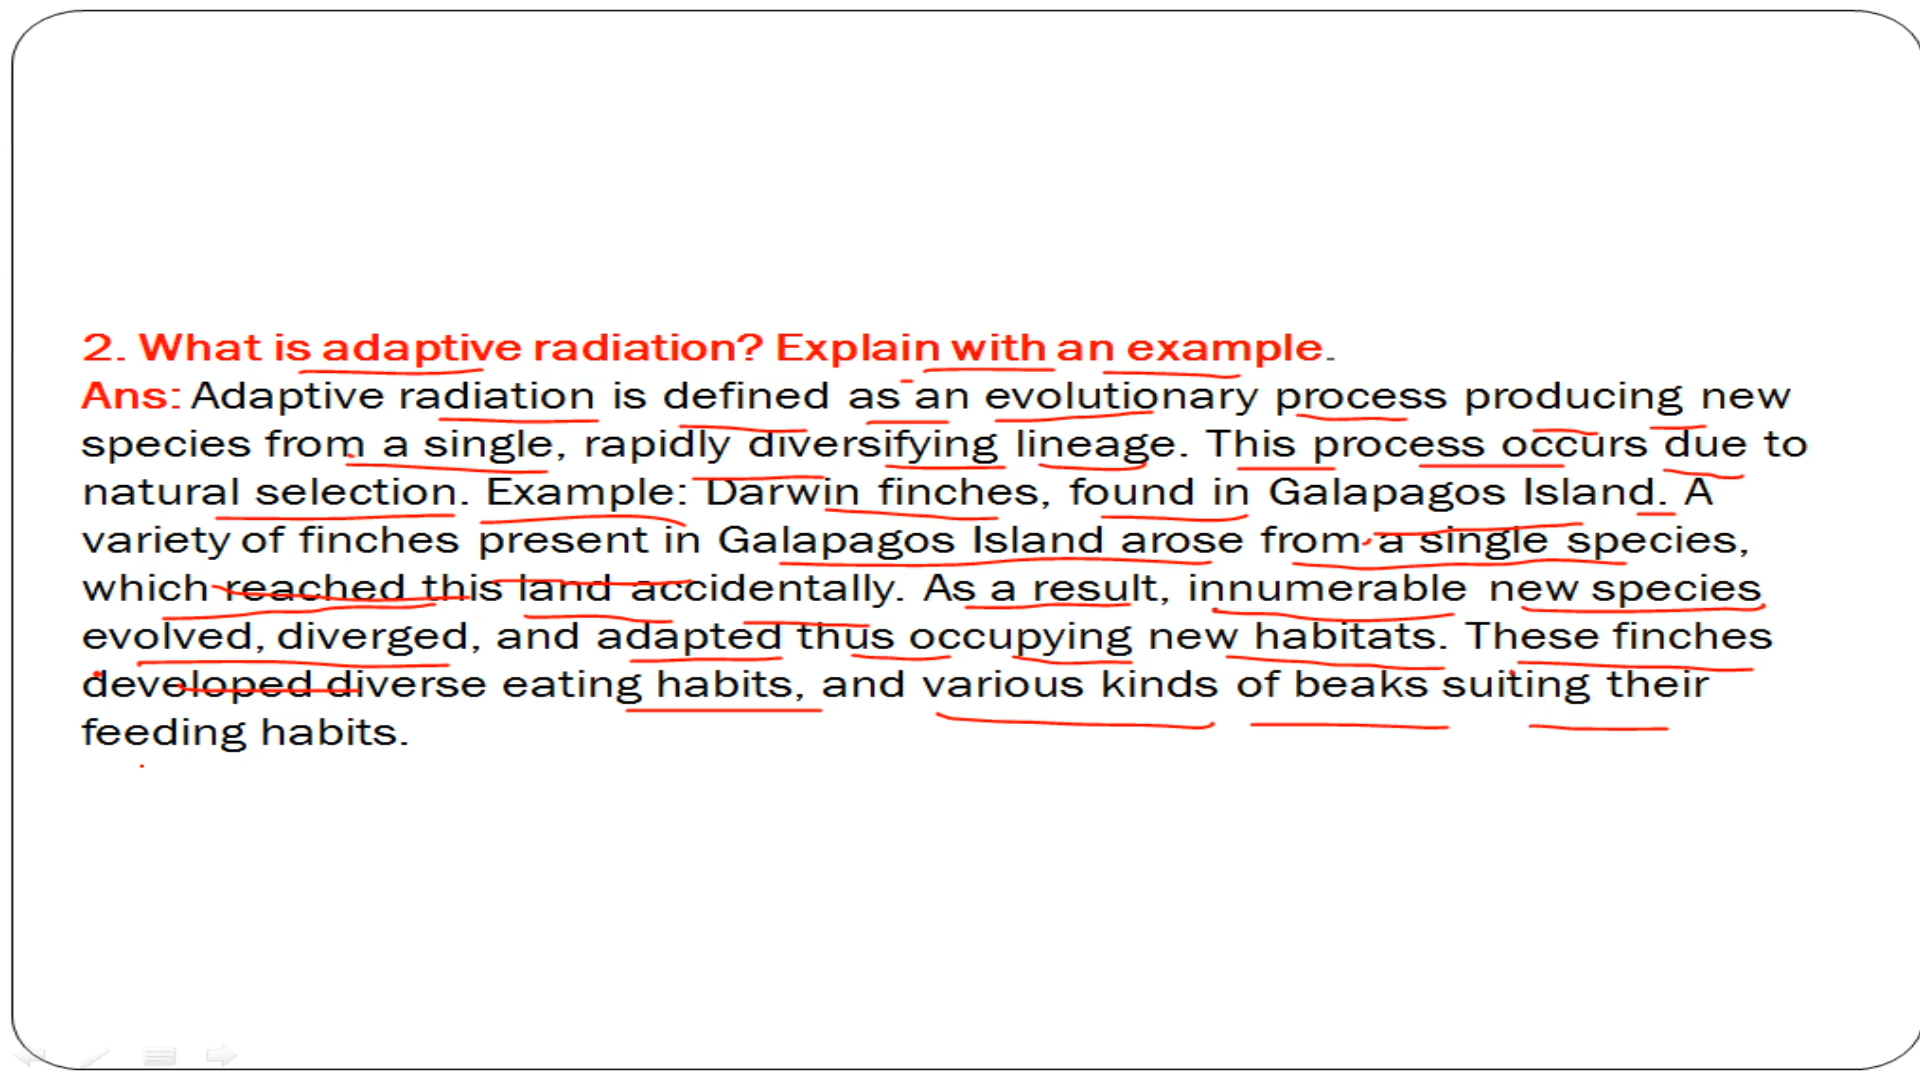 2. What is adaptive radiation? Explain with an example.
Ans: Adaptive radiation is defined as an evolutionary process producing new
species from a single, rapidly diversifying lineage. This process occurs due to
natural selection. Example: Darwin finches, found in Galapagos Island. A
variety of finches present in Galapagos Island arose from a single species,
which reached this land accidentally. As a result, innumerable new species
evolved, diverged, and adapted thus occupying new habitats. These finches
developed diverse eating habits, and various kinds of beaks suiting their
feeding habits.